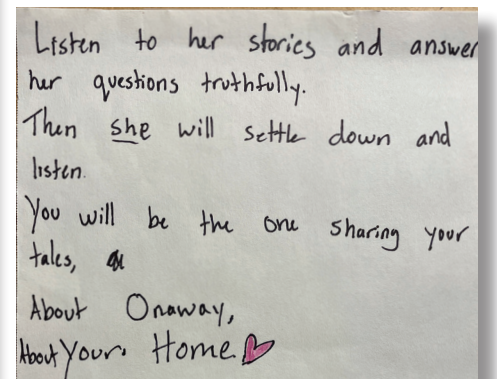 Listen to her stories and answer
her questions truthfully.
Then she will settle down and
listen.
You will be the one sharing your
tales,
About Onaway,
About Your Home